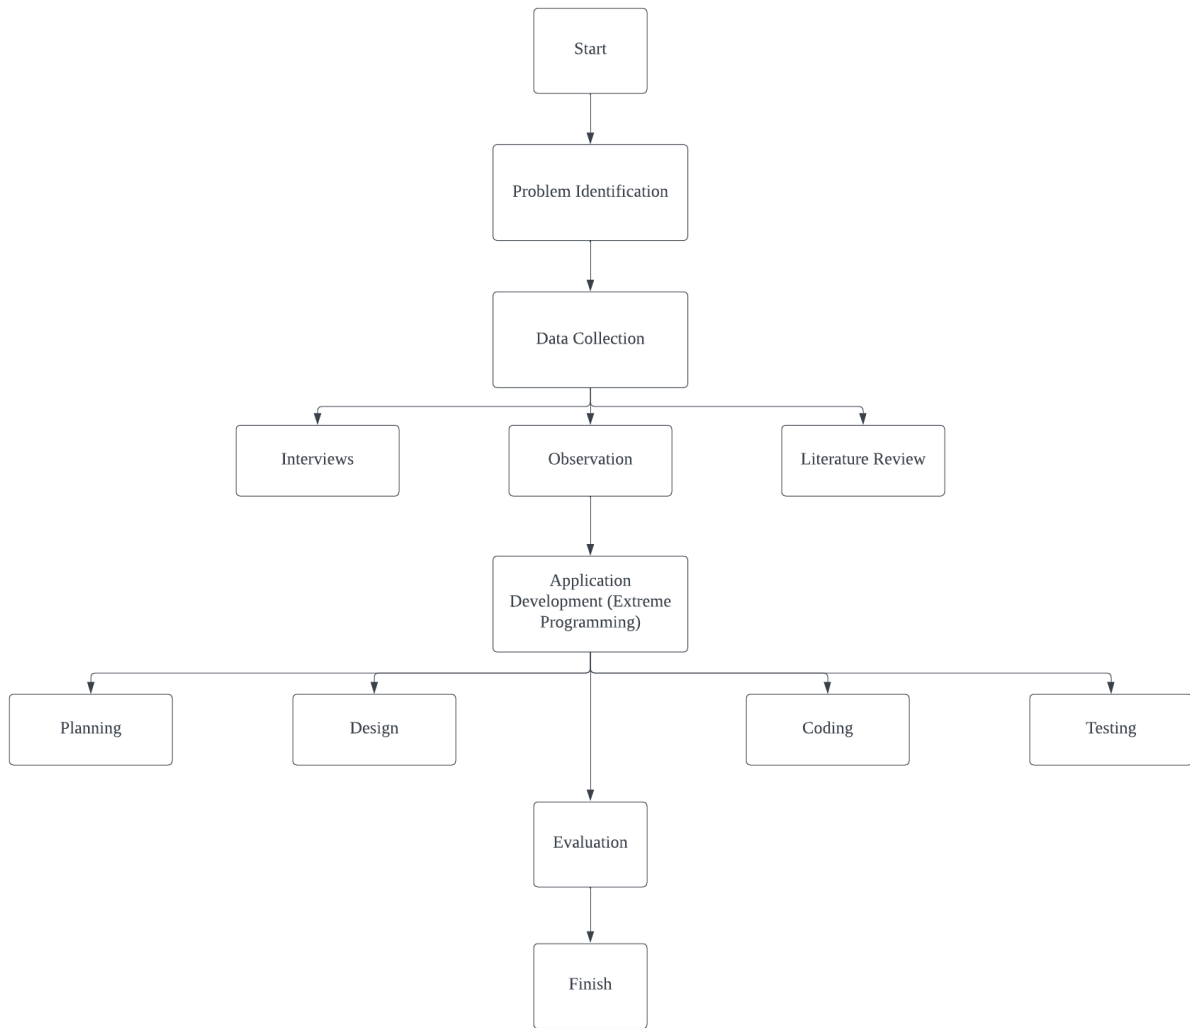 Start
Problem Identification
Data Collection
Interviews
Observation
Literature Review
Application
Development (Extreme
Programming)
Planning
Design
Coding
Testing
Evaluation
Finish